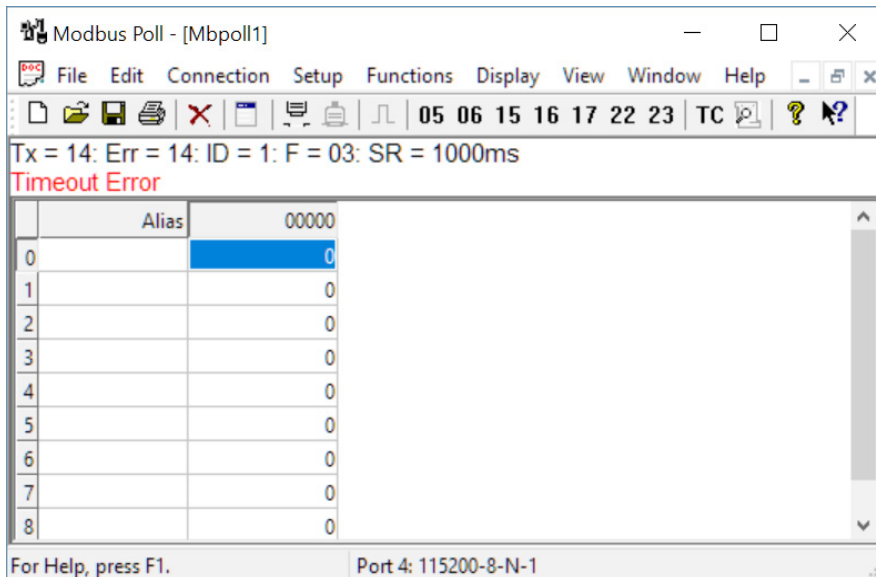 Modbus Poll - [Mbpoll1]
File Edit Connection Setup Functions Display View Window Help
05 06 15 16 17 22 23 TC
Tx = 14: Err = 14: ID = 1: F = 03: SR = 1000ms
Timeout Error
Alias 00000
0 0
1 0
2 0
3 0
4 0
5 0
6 0
7 0
8 0
For Help, press F1. Port 4: 115200-8-N-1